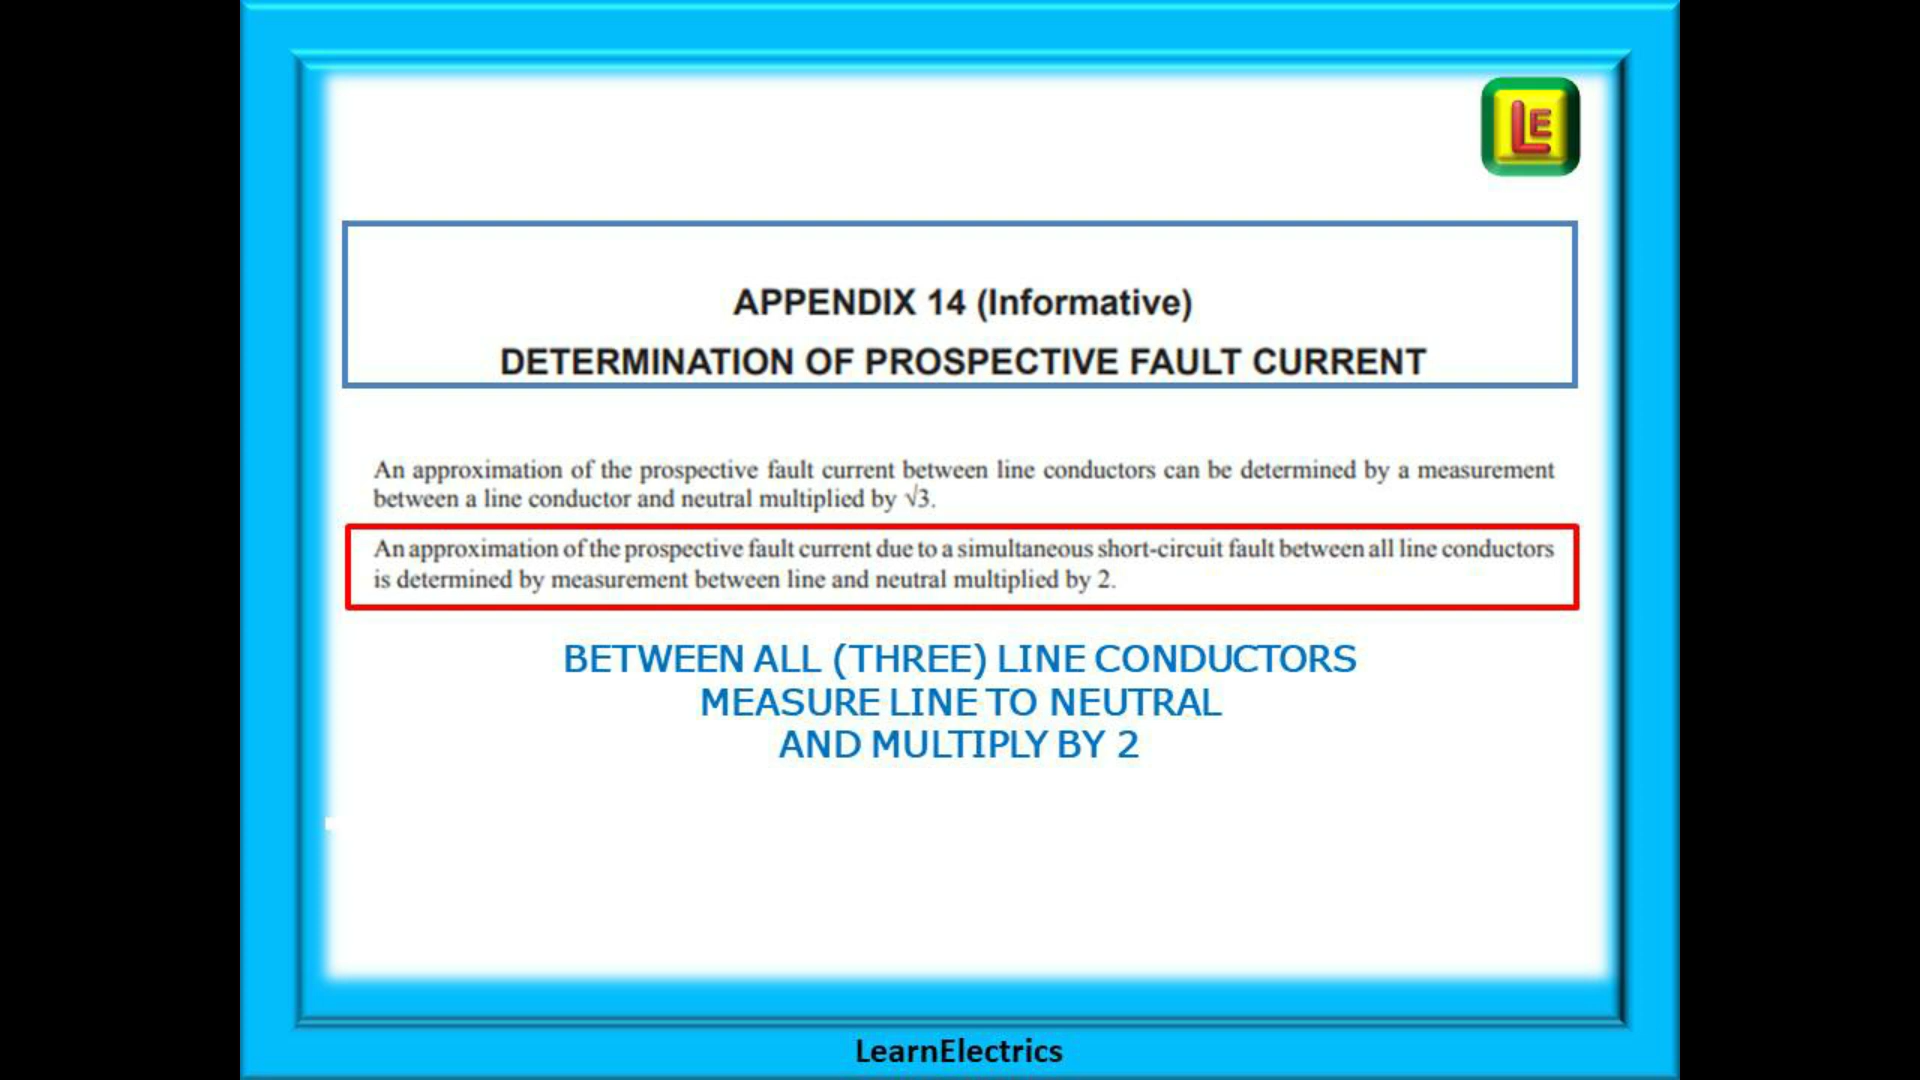 LE
APPENDIX 14 (Informative)
DETERMINATION OF PROSPECTIVE FAULT CURRENT
An approximation of the prospective fault current between line conductors can be determined by a measurement
between a line conductor and neutral multiplied by √3.
An approximation of the prospective fault current due to a simultaneous short-circuit fault between all line conductors
is determined by measurement between line and neutral multiplied by 2.
BETWEEN ALL (THREE) LINE CONDUCTORS
MEASURE LINE TO NEUTRAL
AND MULTIPLY BY 2
LearnElectrics